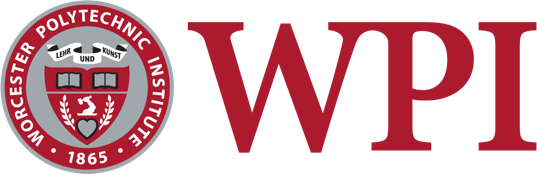 WORCESTER POLYTECHNIC INSTITUTE
LEHR UND KUNST
• 1865 •
WPI